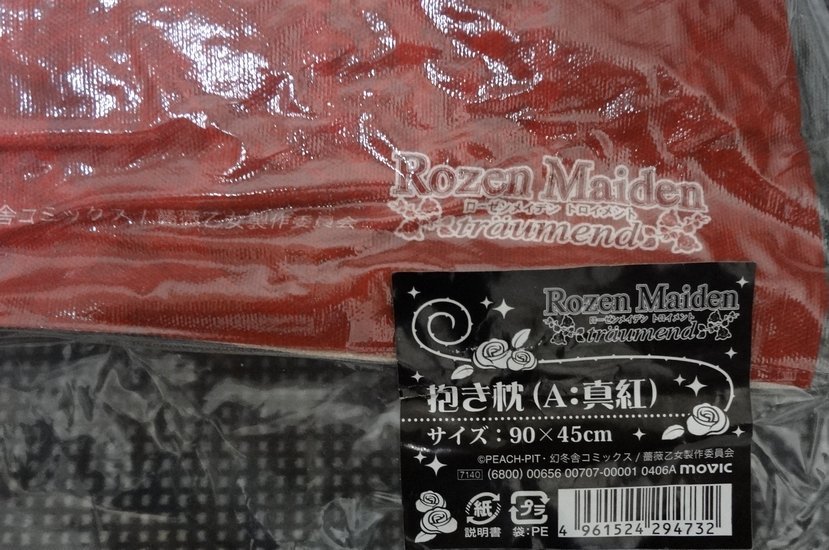 Rozen Maiden
ローゼンメイデン トロイメント
träumend
舎コミックス/薔薇乙女製作委員会
Rozen Maiden
ローゼンメイデン トロイメント
träumend
抱き枕(A:真紅)
サイズ:90×45cm
©PEACH-PIT・幻冬舎コミックス/薔薇乙女製作委員会
7140 (6800) 00656 00707-00001 0406A movic
紙 プラ
説明書 袋:PE
4 961524 294732